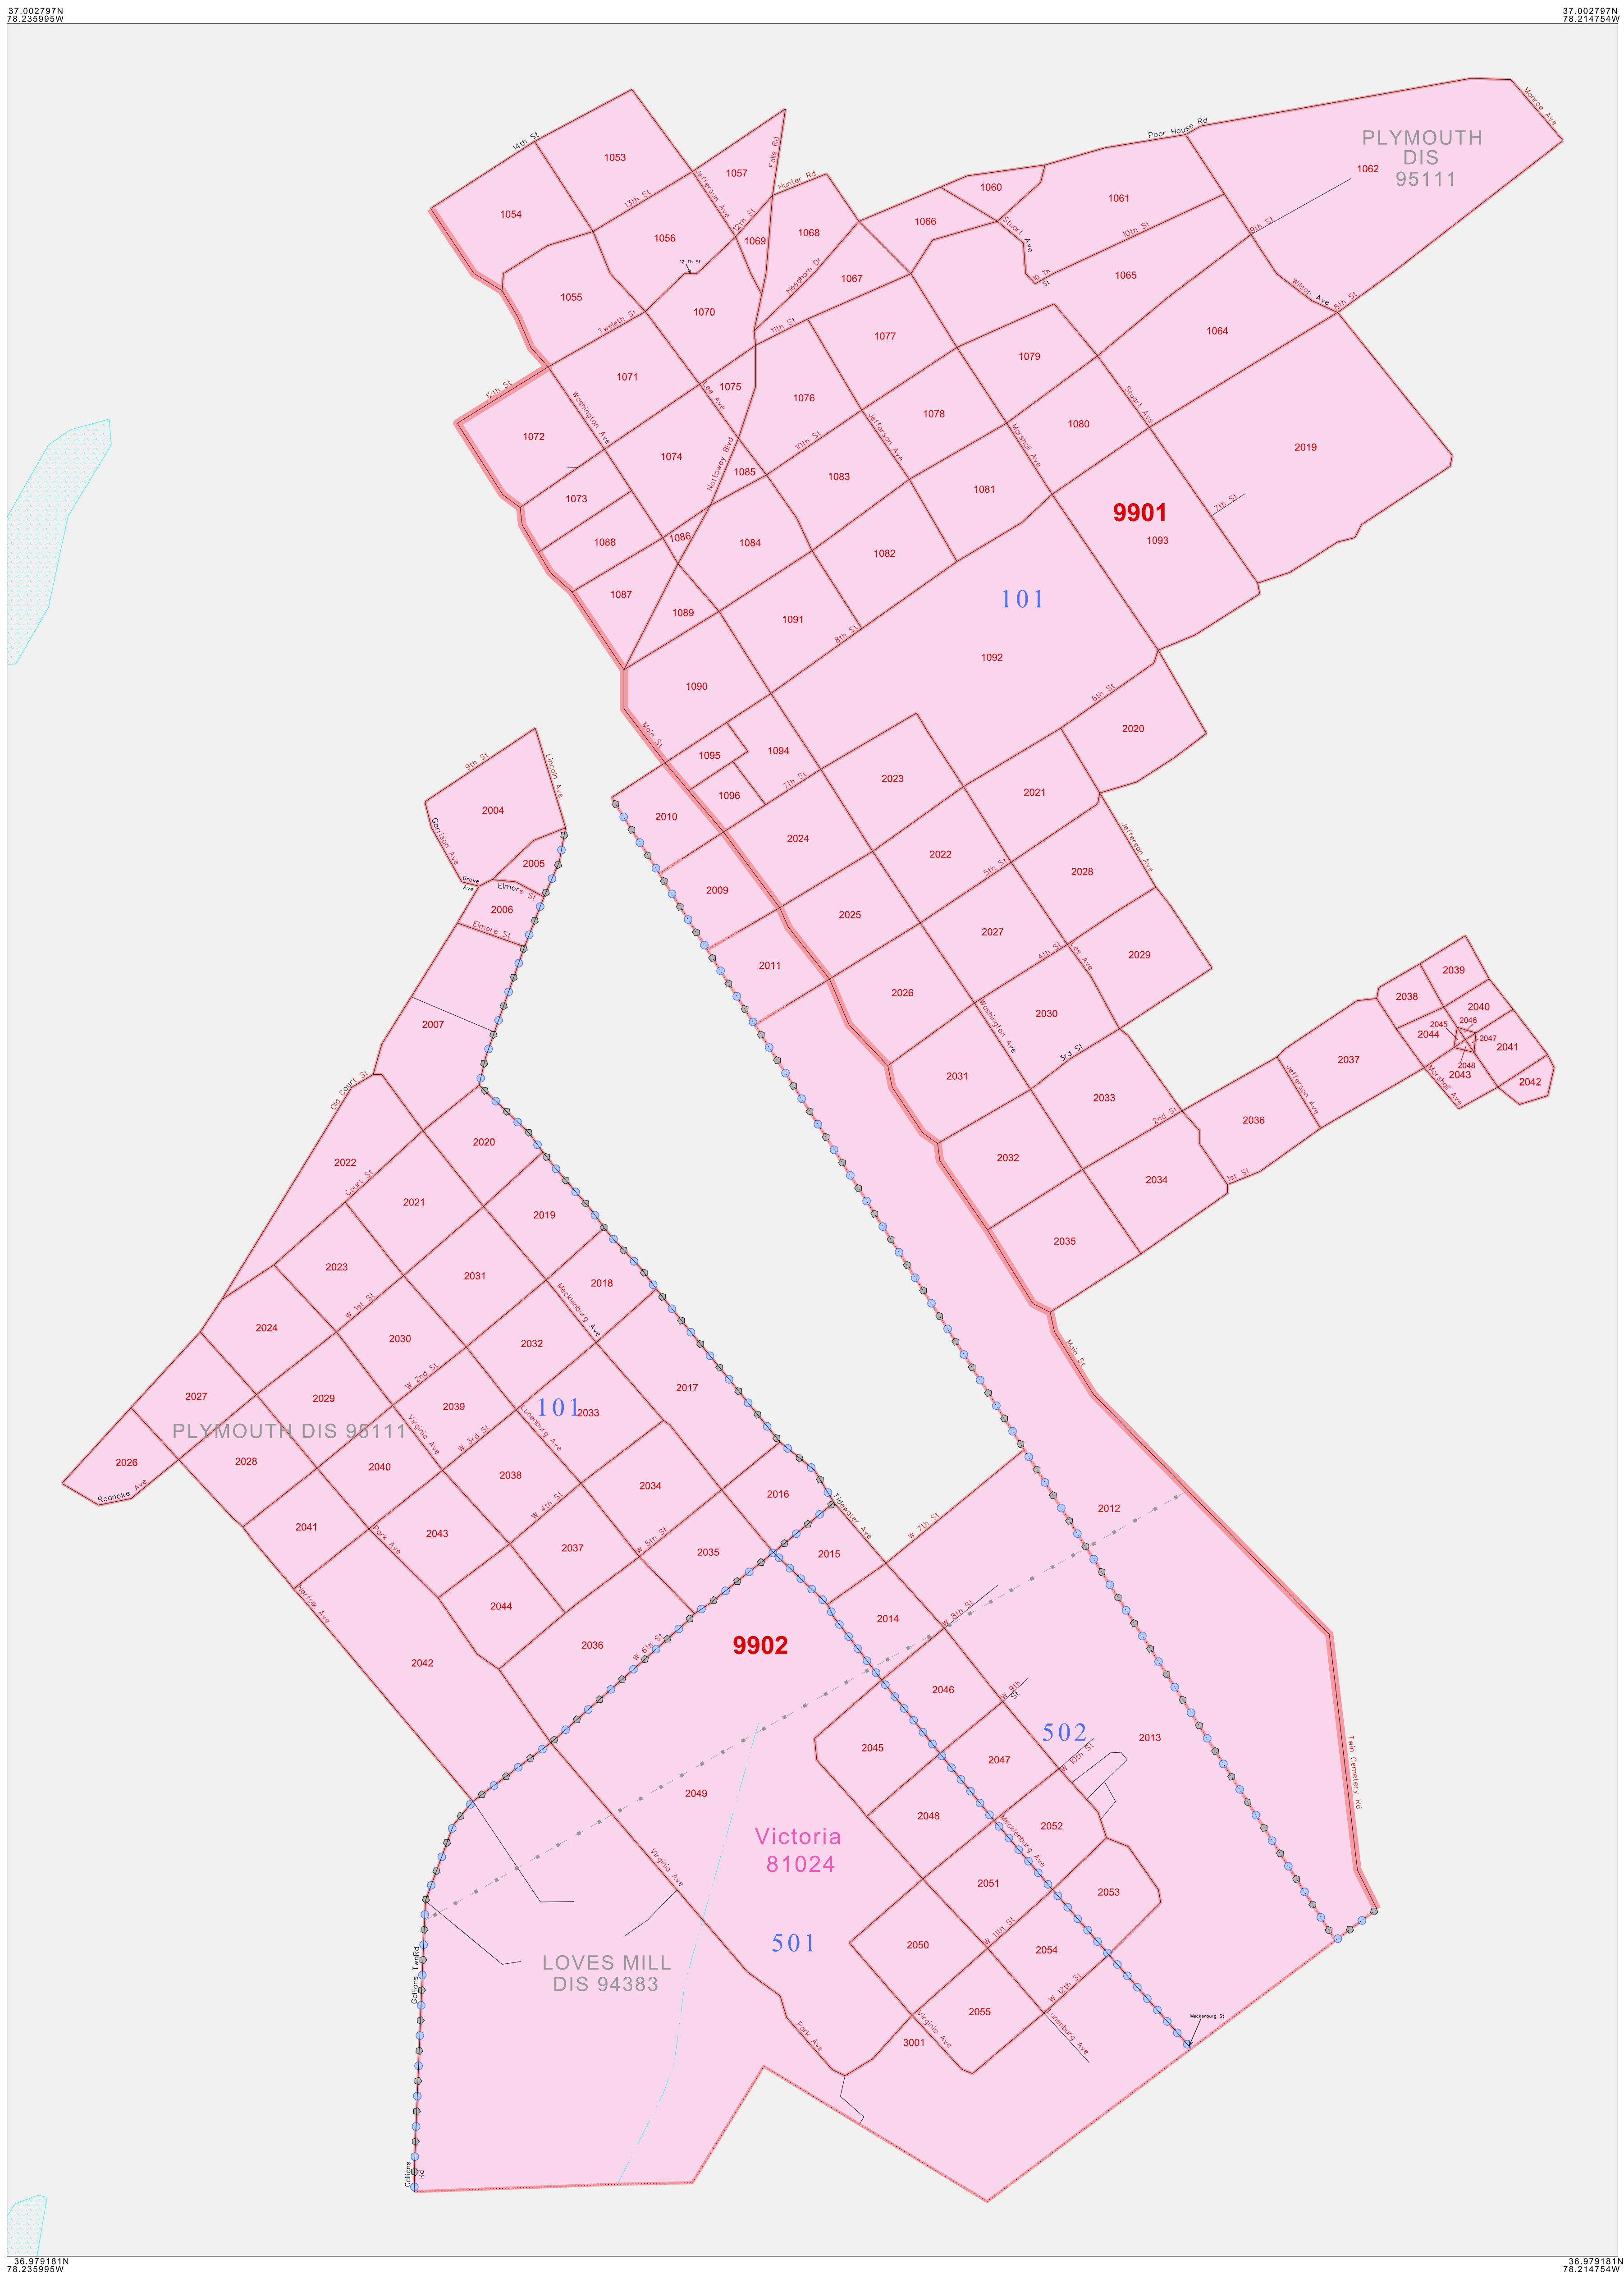 37.002797N
78.235995W
37.002797N
78.214754W
Monroe Ave
PLYMOUTH
DIS
95111
Poor House Rd
14th St
1053
Falls Rd
1057
1062
Jefferson Ave
Hunter Rd
1060
1061
13th St
1054
12th St
1056
1069
1068
1066
Stuart Ave
10th St
9th St
12 Th St
Needham Dr
1067
10 Th
St
1065
Wilson Ave
8th St
1055
1070
Tweleth St
11th St
1077
1064
1079
1071
1075
12th St
Washington Ave
Lee Ave
1076
Stuart Ave
1078
1080
1072
Jefferson Ave
Marshall Ave
2019
10th St
1074
Nottoway Blvd
1085
1083
1081
1073
7th St
9901
1093
1086
1088
1084
1082
1087
101
1089
1091
8th St
1092
1090
6th St
Main St
2020
1095
1094
9th St
Lincoln Ave
7th St
2023
2021
1096
2004
2010
Garrison Ave
2024
Jefferson Ave
2022
5th St
2005
2028
Grove
Ave
Elmore St
2009
2006
2025
2027
Elmore St
4th St
Lee Ave
2029
2011
2026
2039
2038
2040
Washington Ave
2030
2007
2046
2045
2044
2047
2041
3rd St
2037
2048
2043
2042
Marshall Ave
Old Court St
2031
Jefferson Ave
2033
2nd St
2036
2020
2032
2022
Court St
1st St
2034
2021
2019
2035
2023
2031
2018
W 1st St
Mecklenburg Ave
2024
2030
2032
Main St
W 2nd St
2017
2027
2029
2039
101
2033
PLYMOUTH DIS 95111
Virginia Ave
W 3rd St
Lunenburg Ave
2026
2028
2040
2038
2034
2016
Roanoke Ave
W 4th St
Tidewater Ave
2012
2041
Park Ave
2043
W 7th St
W 5th St
2037
2035
2015
Norfolk Ave
2044
2014
W 8th St
2036
W 6th St
9902
2042
W 9th
St
2046
502
2013
2045
2047
W 10th St
Twin Cemetery Rd
2049
2048
2052
Mecklenburg Ave
Victoria
81024
Virginia Ave
2051
2053
W 11th St
501
2050
2054
Gallions TwnRd
LOVES MILL
DIS 94383
W 12th St
2055
Meckenburg St
Park Ave
Virginia Ave
3001
Lunenburg Ave
Gallions
Rd
36.979181N
78.235995W
36.979181N
78.214754W